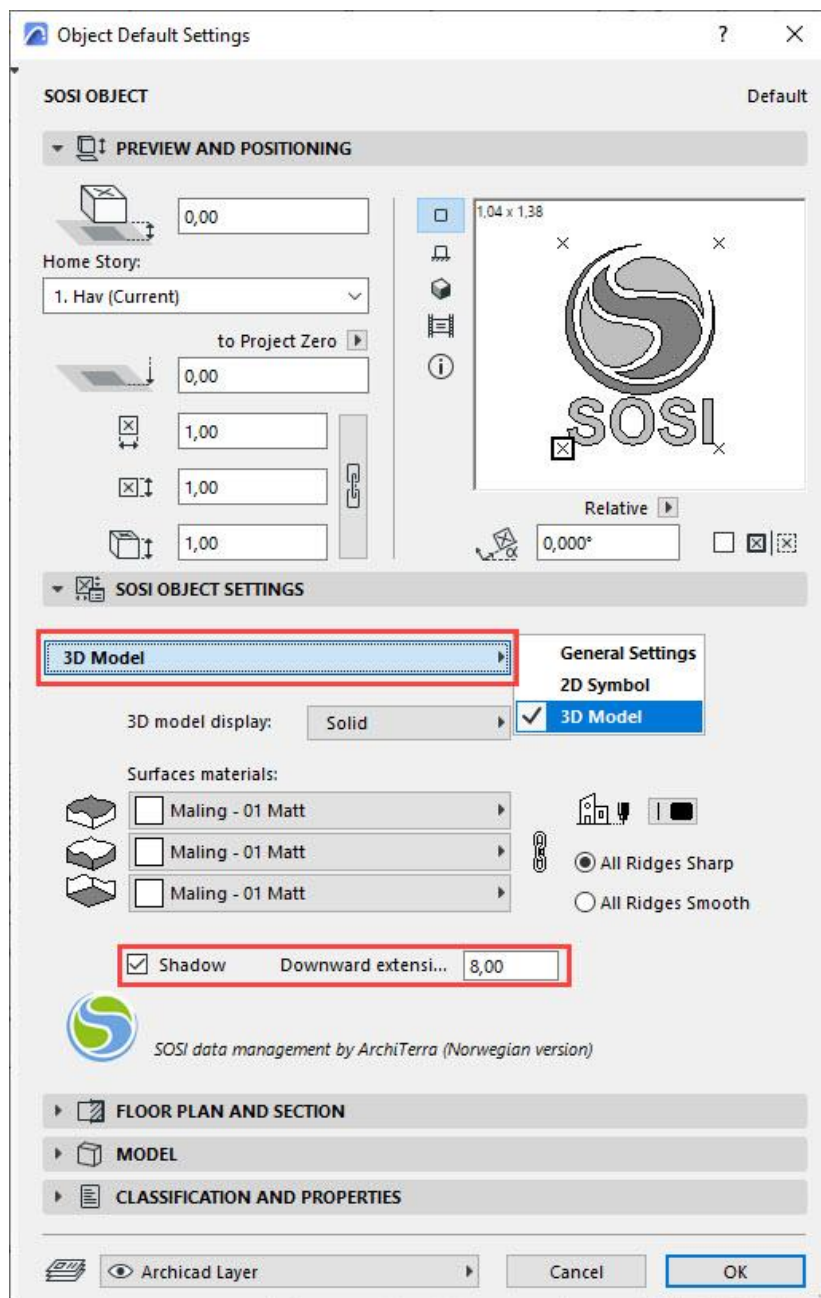 Object Default Settings
?
SOSI OBJECT
Default
PREVIEW AND POSITIONING
0,00
Home Story:
1. Hav (Current)
to Project Zero
0,00
1,00
1,00
1,00
1,04 x 1,38
SOSI
Relative
α
0,000°
SOSI OBJECT SETTINGS
3D Model
General Settings
2D Symbol
3D Model
3D model display:
Solid
Surfaces materials:
Maling - 01 Matt
Maling - 01 Matt
Maling - 01 Matt
All Ridges Sharp
All Ridges Smooth
Shadow
Downward extensi...
8,00
SOSI data management by ArchiTerra (Norwegian version)
FLOOR PLAN AND SECTION
MODEL
CLASSIFICATION AND PROPERTIES
Archicad Layer
Cancel
OK